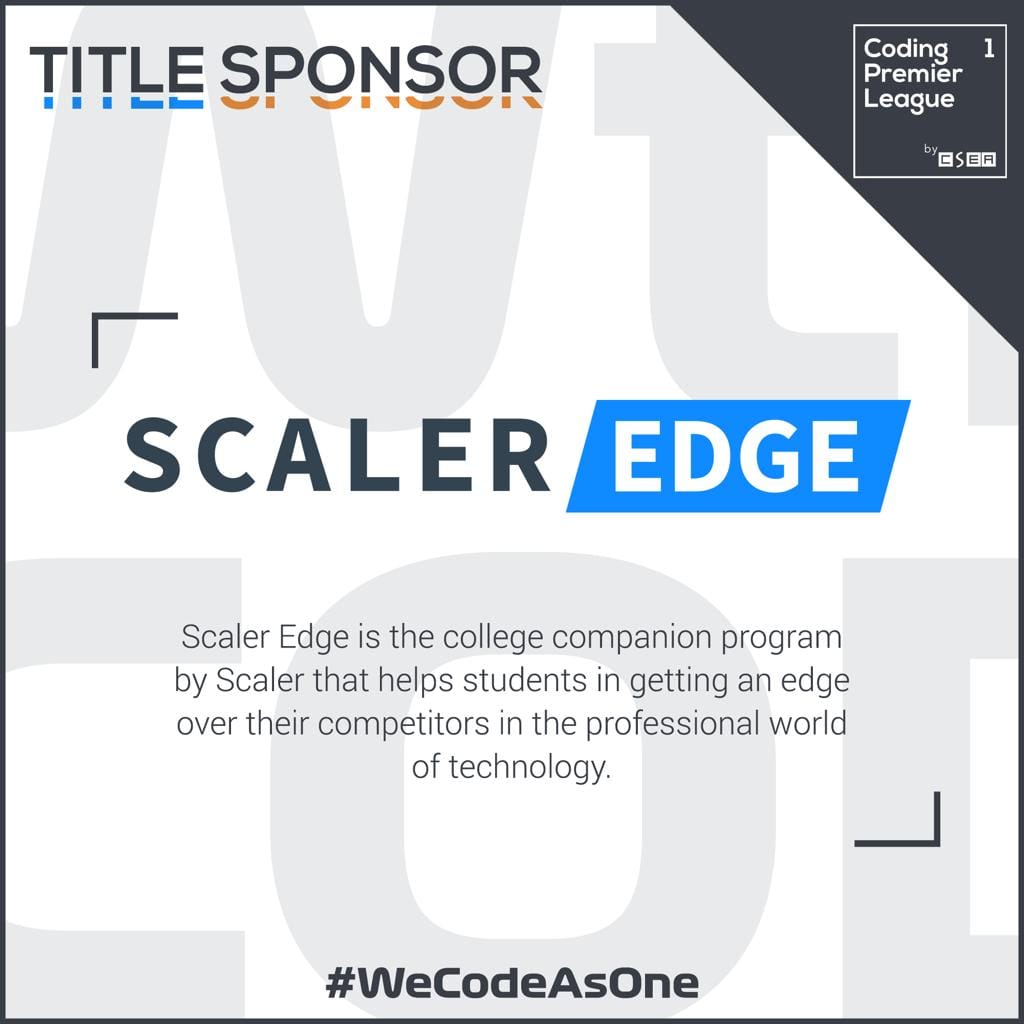 TITLE SPONSOR
Coding 1
Premier
League
by CSEA
SCALER EDGE
Scaler Edge is the college companion program
by Scaler that helps students in getting an edge
over their competitors in the professional world
of technology.
#WeCodeAsOne